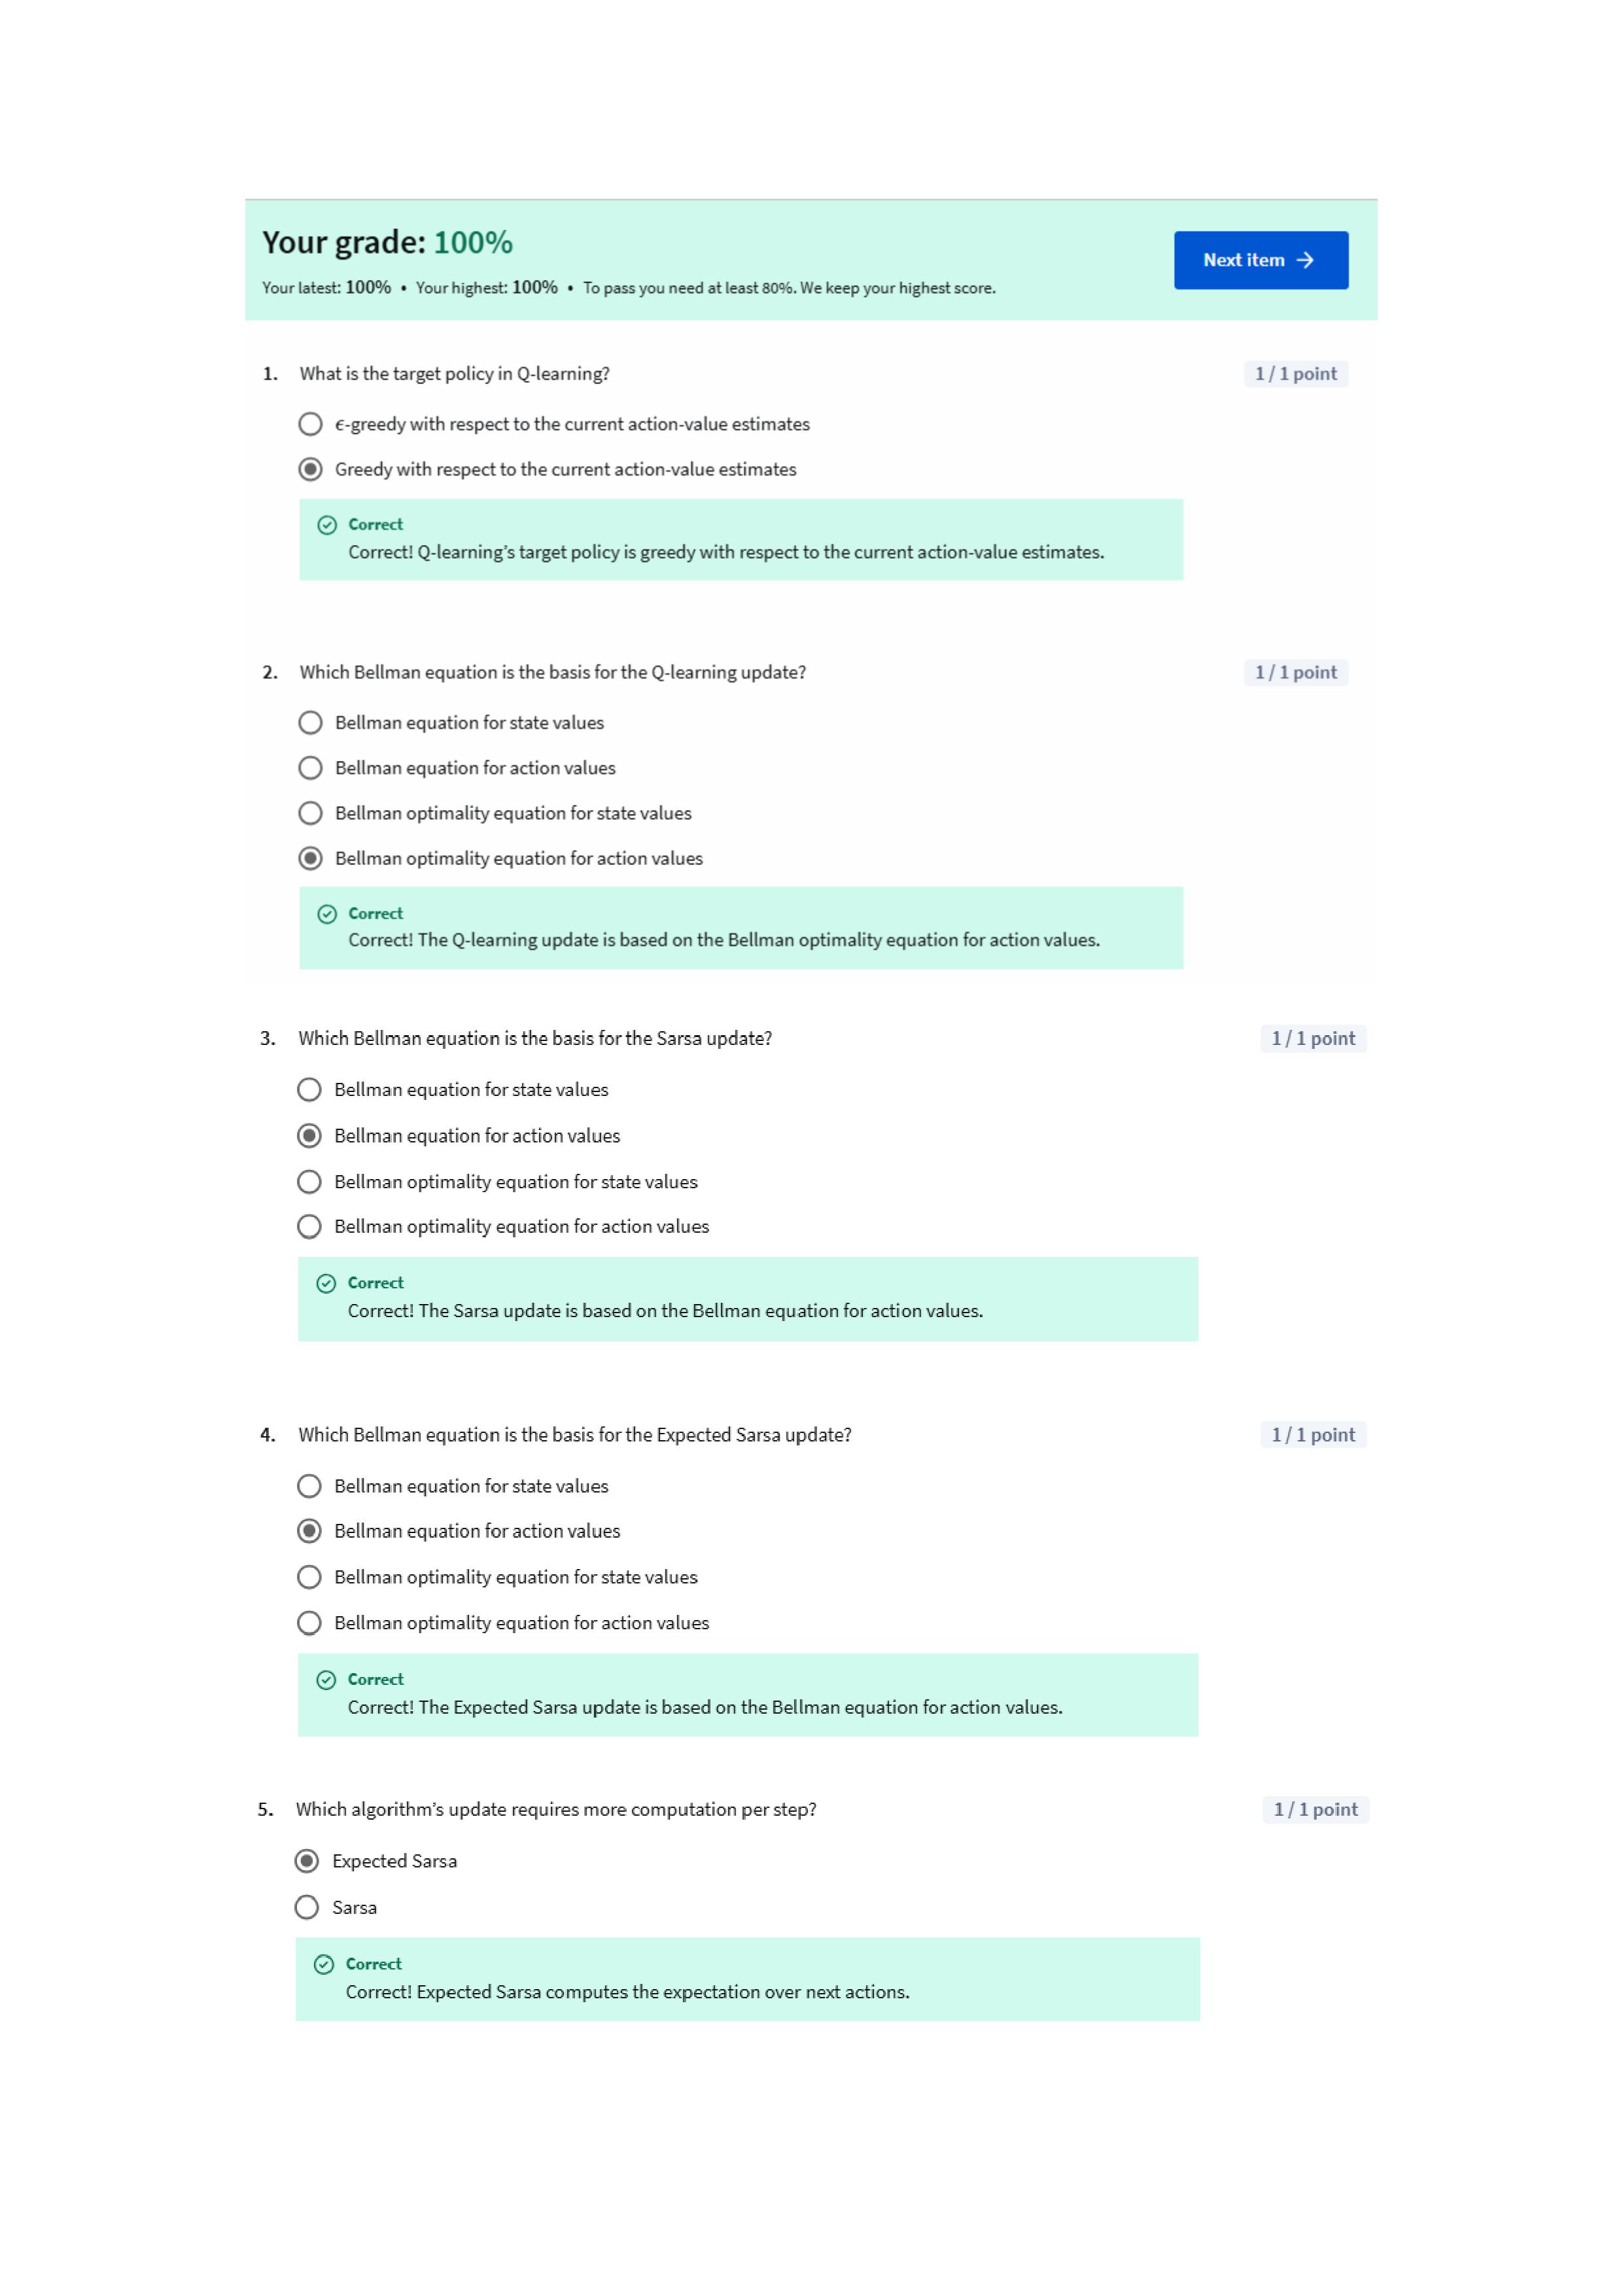 Your grade: 100%
Next item →
Your latest: 100% • Your highest: 100% • To pass you need at least 80%. We keep your highest score.
1. What is the target policy in Q-learning? 1 / 1 point
ϵ-greedy with respect to the current action-value estimates
Greedy with respect to the current action-value estimates
Correct
Correct! Q-learning’s target policy is greedy with respect to the current action-value estimates.
2. Which Bellman equation is the basis for the Q-learning update? 1 / 1 point
Bellman equation for state values
Bellman equation for action values
Bellman optimality equation for state values
Bellman optimality equation for action values
Correct
Correct! The Q-learning update is based on the Bellman optimality equation for action values.
3. Which Bellman equation is the basis for the Sarsa update? 1 / 1 point
Bellman equation for state values
Bellman equation for action values
Bellman optimality equation for state values
Bellman optimality equation for action values
Correct
Correct! The Sarsa update is based on the Bellman equation for action values.
4. Which Bellman equation is the basis for the Expected Sarsa update? 1 / 1 point
Bellman equation for state values
Bellman equation for action values
Bellman optimality equation for state values
Bellman optimality equation for action values
Correct
Correct! The Expected Sarsa update is based on the Bellman equation for action values.
5. Which algorithm’s update requires more computation per step? 1 / 1 point
Expected Sarsa
Sarsa
Correct
Correct! Expected Sarsa computes the expectation over next actions.